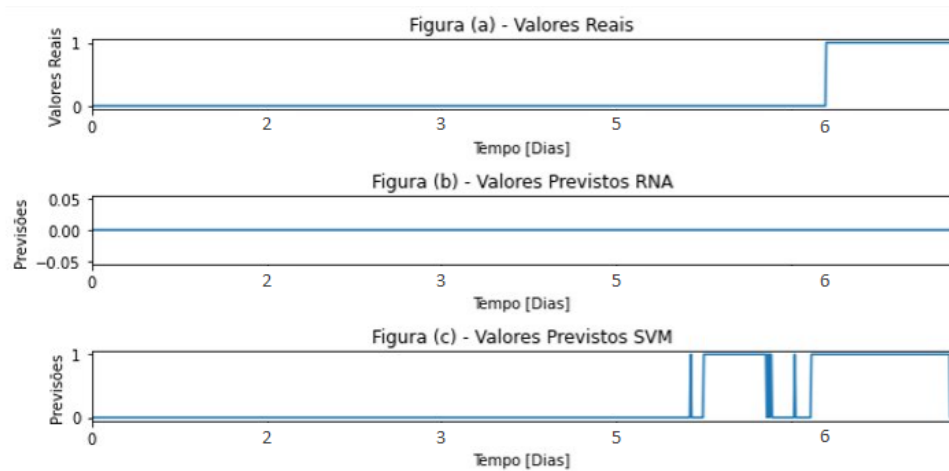 Figura (a) - Valores Reais
Valores Reais
1
0
0 2 3 5 6
Tempo [Dias]
Figura (b) - Valores Previstos RNA
Previsões
0.05
0.00
−0.05
0 2 3 5 6
Tempo [Dias]
Figura (c) - Valores Previstos SVM
Previsões
1
0
0 2 3 5 6
Tempo [Dias]